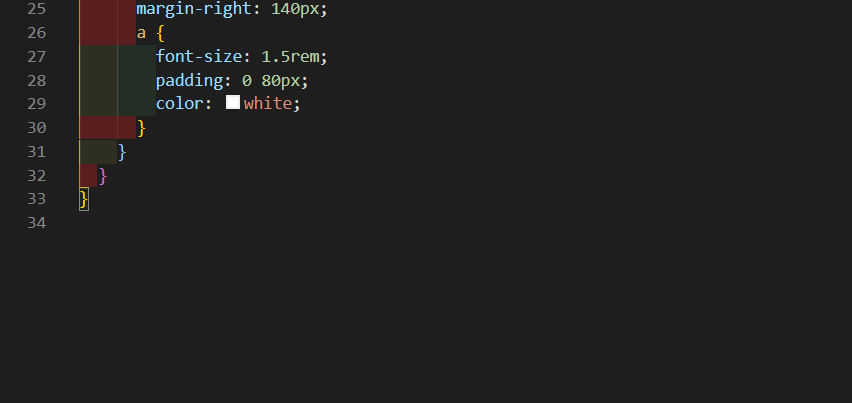 25 margin-right: 140px;
26 a {
27 font-size: 1.5rem;
28 padding: 0 80px;
29 color: white;
30 }
31 }
32 }
33 }
34